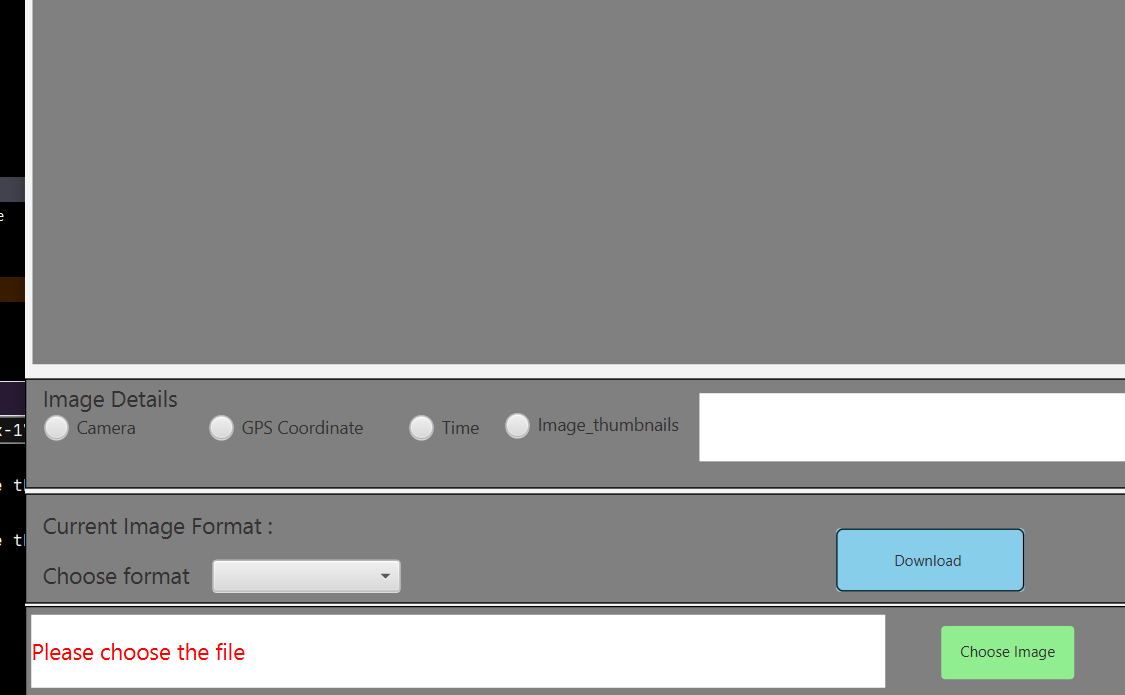 Image Details
Camera GPS Coordinate Time Image_thumbnails
Current Image Format :
Choose format
Download
Please choose the file
Choose Image